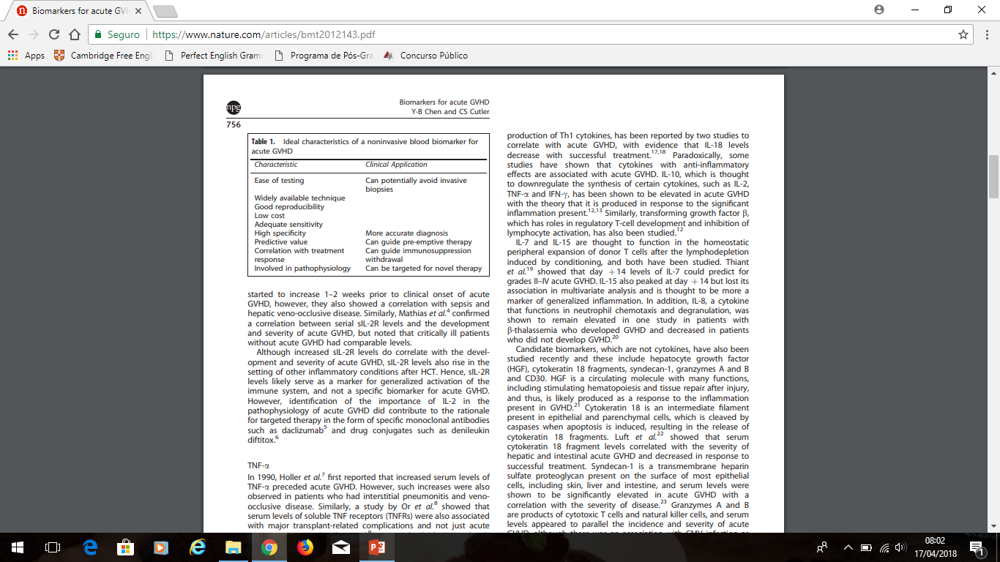 Biomarkers for acute GV
Seguro
https://www.nature.com/articles/bmt2012143.pdf
Apps
Cambridge Free Engl
Perfect English Gram
Programa de Pós-Gra
Concurso Público
npg
Biomarkers for acute GVHD
Y-B Chen and CS Cutler
756
Table 1. Ideal characteristics of a noninvasive blood biomarker for
acute GVHD
Characteristic Clinical Application
Ease of testing Can potentially avoid invasive
biopsies
Widely available technique
Good reproducibility
Low cost
Adequate sensitivity
High specificity More accurate diagnosis
Predictive value Can guide pre-emptive therapy
Correlation with treatment Can guide immunosuppression
response withdrawal
Involved in pathophysiology Can be targeted for novel therapy
started to increase 1–2 weeks prior to clinical onset of acute
GVHD, however, they also showed a correlation with sepsis and
hepatic veno-occlusive disease. Similarly, Mathias et al.4 confirmed
a correlation between serial sIL-2R levels and the development
and severity of acute GVHD, but noted that critically ill patients
without acute GVHD had comparable levels.
Although increased sIL-2R levels do correlate with the devel-
opment and severity of acute GVHD, sIL-2R levels also rise in the
setting of other inflammatory conditions after HCT. Hence, sIL-2R
levels likely serve as a marker for generalized activation of the
immune system, and not a specific biomarker for acute GVHD.
However, identification of the importance of IL-2 in the
pathophysiology of acute GVHD did contribute to the rationale
for targeted therapy in the form of specific monoclonal antibodies
such as daclizumab5 and drug conjugates such as denileukin
diftitox.6
TNF-α
In 1990, Holler et al.7 first reported that increased serum levels of
TNF-α preceded acute GVHD. However, such increases were also
observed in patients who had interstitial pneumonitis and veno-
occlusive disease. Similarly, a study by Or et al.8 showed that
serum levels of soluble TNF receptors (TNFRs) were also associated
with major transplant-related complications and not just acute
production of Th1 cytokines, has been reported by two studies to
correlate with acute GVHD, with evidence that IL-18 levels
decrease with successful treatment.17,18 Paradoxically, some
studies have shown that cytokines with anti-inflammatory
effects are associated with acute GVHD. IL-10, which is thought
to downregulate the synthesis of certain cytokines, such as IL-2,
TNF-α and IFN-γ, has been shown to be elevated in acute GVHD
with the theory that it is produced in response to the significant
inflammation present.12,13 Similarly, transforming growth factor β,
which has roles in regulatory T-cell development and inhibition of
lymphocyte activation, has also been studied.12
IL-7 and IL-15 are thought to function in the homeostatic
peripheral expansion of donor T cells after the lymphodepletion
induced by conditioning, and both have been studied. Thiant
et al.19 showed that day +14 levels of IL-7 could predict for
grades II–IV acute GVHD. IL-15 also peaked at day +14 but lost its
association in multivariate analysis and is thought to be more a
marker of generalized inflammation. In addition, IL-8, a cytokine
that functions in neutrophil chemotaxis and degranulation, was
shown to remain elevated in one study in patients with
β-thalassemia who developed GVHD and decreased in patients
who did not develop GVHD.20
Candidate biomarkers, which are not cytokines, have also been
studied recently and these include hepatocyte growth factor
(HGF), cytokeratin 18 fragments, syndecan-1, granzymes A and B
and CD30. HGF is a circulating molecule with many functions,
including stimulating hematopoiesis and tissue repair after injury,
and thus, is likely produced as a response to the inflammation
present in GVHD.21 Cytokeratin 18 is an intermediate filament
present in epithelial and parenchymal cells, which is cleaved by
caspases when apoptosis is induced, resulting in the release of
cytokeratin 18 fragments. Luft et al.22 showed that serum
cytokeratin 18 fragment levels correlated with the severity of
hepatic and intestinal acute GVHD and decreased in response to
successful treatment. Syndecan-1 is a transmembrane heparin
sulfate proteoglycan present on the surface of most epithelial
cells, including skin, liver and intestine, and serum levels were
shown to be significantly elevated in acute GVHD with a
correlation with the severity of disease.23 Granzymes A and B
are products of cytotoxic T cells and natural killer cells, and serum
levels appeared to parallel the incidence and severity of acute
08:02
17/04/2018